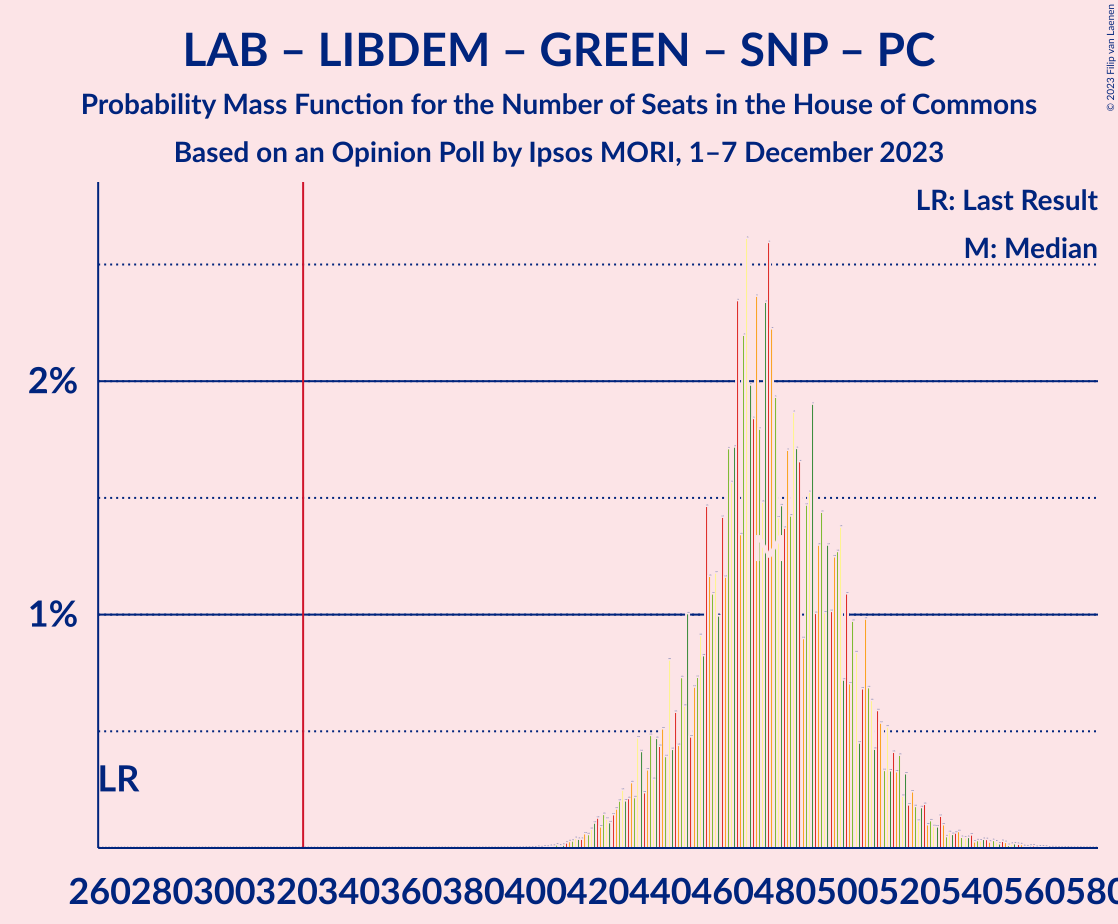 LAB – LIBDEM – GREEN – SNP – PC
Probability Mass Function for the Number of Seats in the House of Commons
Based on an Opinion Poll by Ipsos MORI, 1–7 December 2023
© 2023 Filip van Laenen
LR: Last Result
M: Median
2%
1%
LR
M
260 280 300 320 340 360 380 400 420 440 460 480 500 520 540 560 580